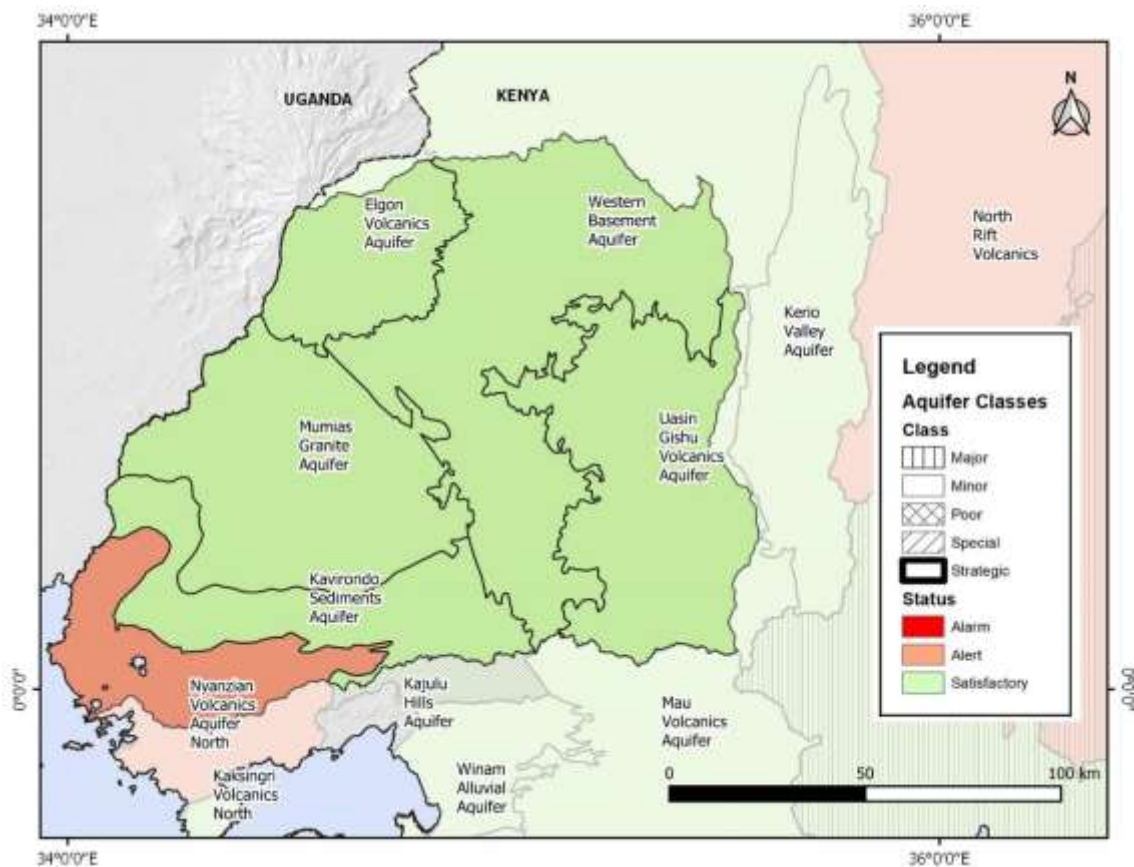 34°0'0"E
36°0'0"E
UGANDA
KENYA
N
Elgon
Volcanics
Aquifer
Western
Basement
Aquifer
North
Rift
Volcanics
Kerio
Valley
Aquifer
Mumias
Granite
Aquifer
Uasin
Gishu
Volcanics
Aquifer
Kavirondo
Sediments
Aquifer
Nyanzian
Volcanics
Aquifer
North
Kajulu
Hills
Aquifer
Mau
Volcanics
Aquifer
Kaksingri
Volcanics
North
Winam
Alluvial
Aquifer
Legend
Aquifer Classes
Class
Major
Minor
Poor
Special
Strategic
Status
Alarm
Alert
Satisfactory
0°0'0"
0°0'0"
0
50
100 km
34°0'0"E
36°0'0"E